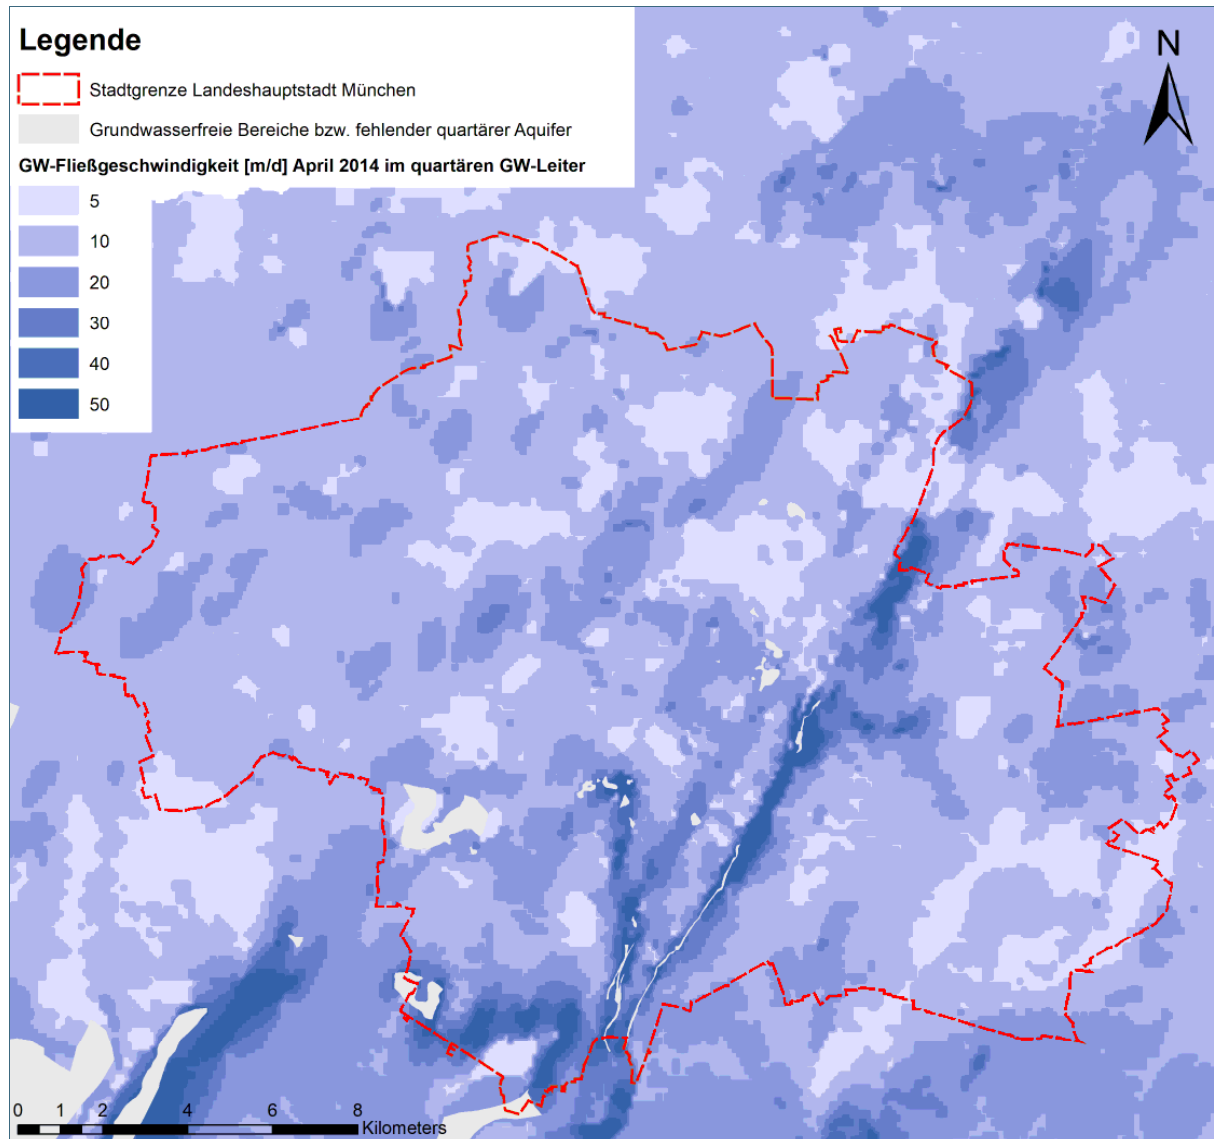 Legende
Stadtgrenze Landeshauptstadt München
Grundwasserfreie Bereiche bzw. fehlender quartärer Aquifer
GW-Fließgeschwindigkeit [m/d] April 2014 im quartären GW-Leiter
5
10
20
30
40
50
N
0 1 2 4 6 8
Kilometers